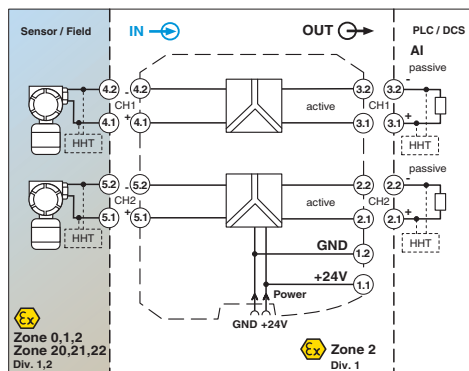 Sensor / Field
IN
OUT
PLC / DCS
AI
passive
4.2 4.2 3.2 3.2 -
- CH1 active CH1
4.1 + 4.1 3.1 3.1 +
HHT HHT
passive
5.2 5.2 2.2 2.2 -
- CH2 active CH2
5.1 + 5.1 2.1 2.1 +
HHT HHT
GND 1.2
+24V 1.1
Power
GND +24V
Ex
Zone 0,1,2
Zone 20,21,22
Div. 1,2
Ex Zone 2
Div. 1